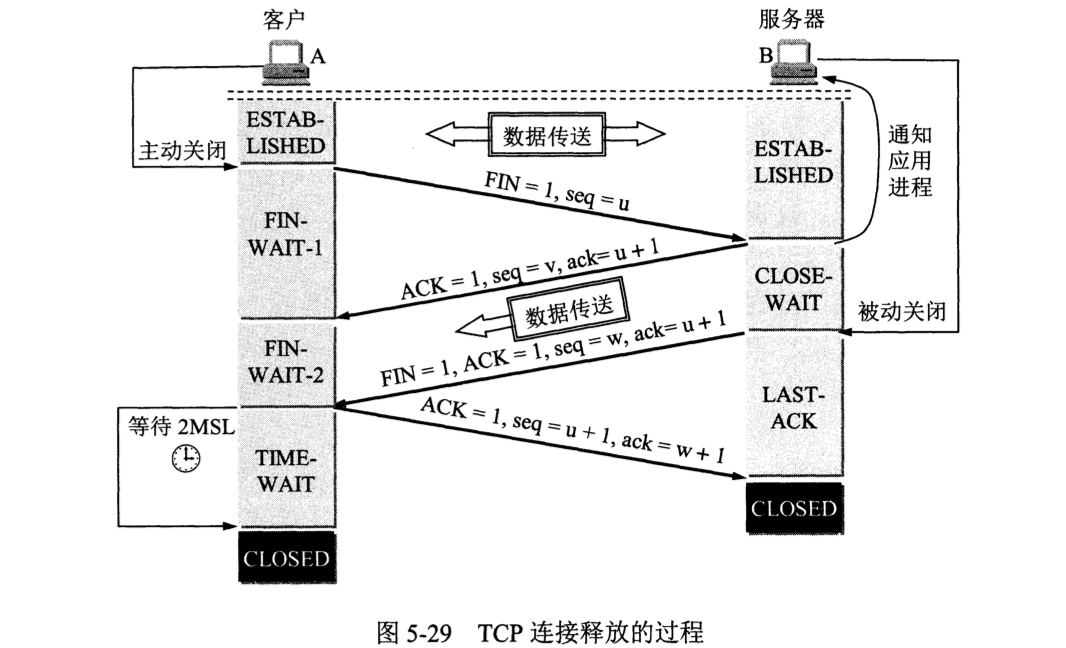 客户
服务器
A
B
ESTAB-
LISHED
数据传送
通知
应用
进程
主动关闭
ESTAB-
LISHED
FIN = 1, seq = u
FIN-
WAIT-1
ACK = 1, seq = v, ack= u + 1
CLOSE-
WAIT
数据传送
被动关闭
FIN-
WAIT-2
FIN = 1, ACK = 1, seq = w, ack= u + 1
LAST-
ACK
ACK = 1, seq = u + 1, ack = w + 1
等待 2MSL
TIME-
WAIT
CLOSED
CLOSED
图 5-29 TCP 连接释放的过程